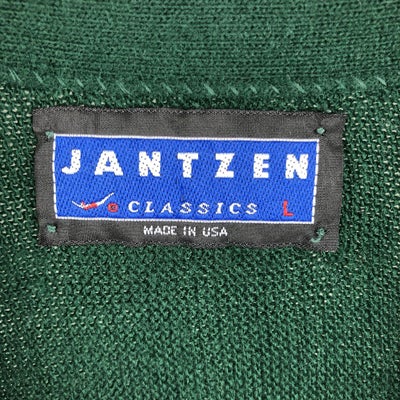 JANTZEN
® CLASSICS L
MADE IN USA